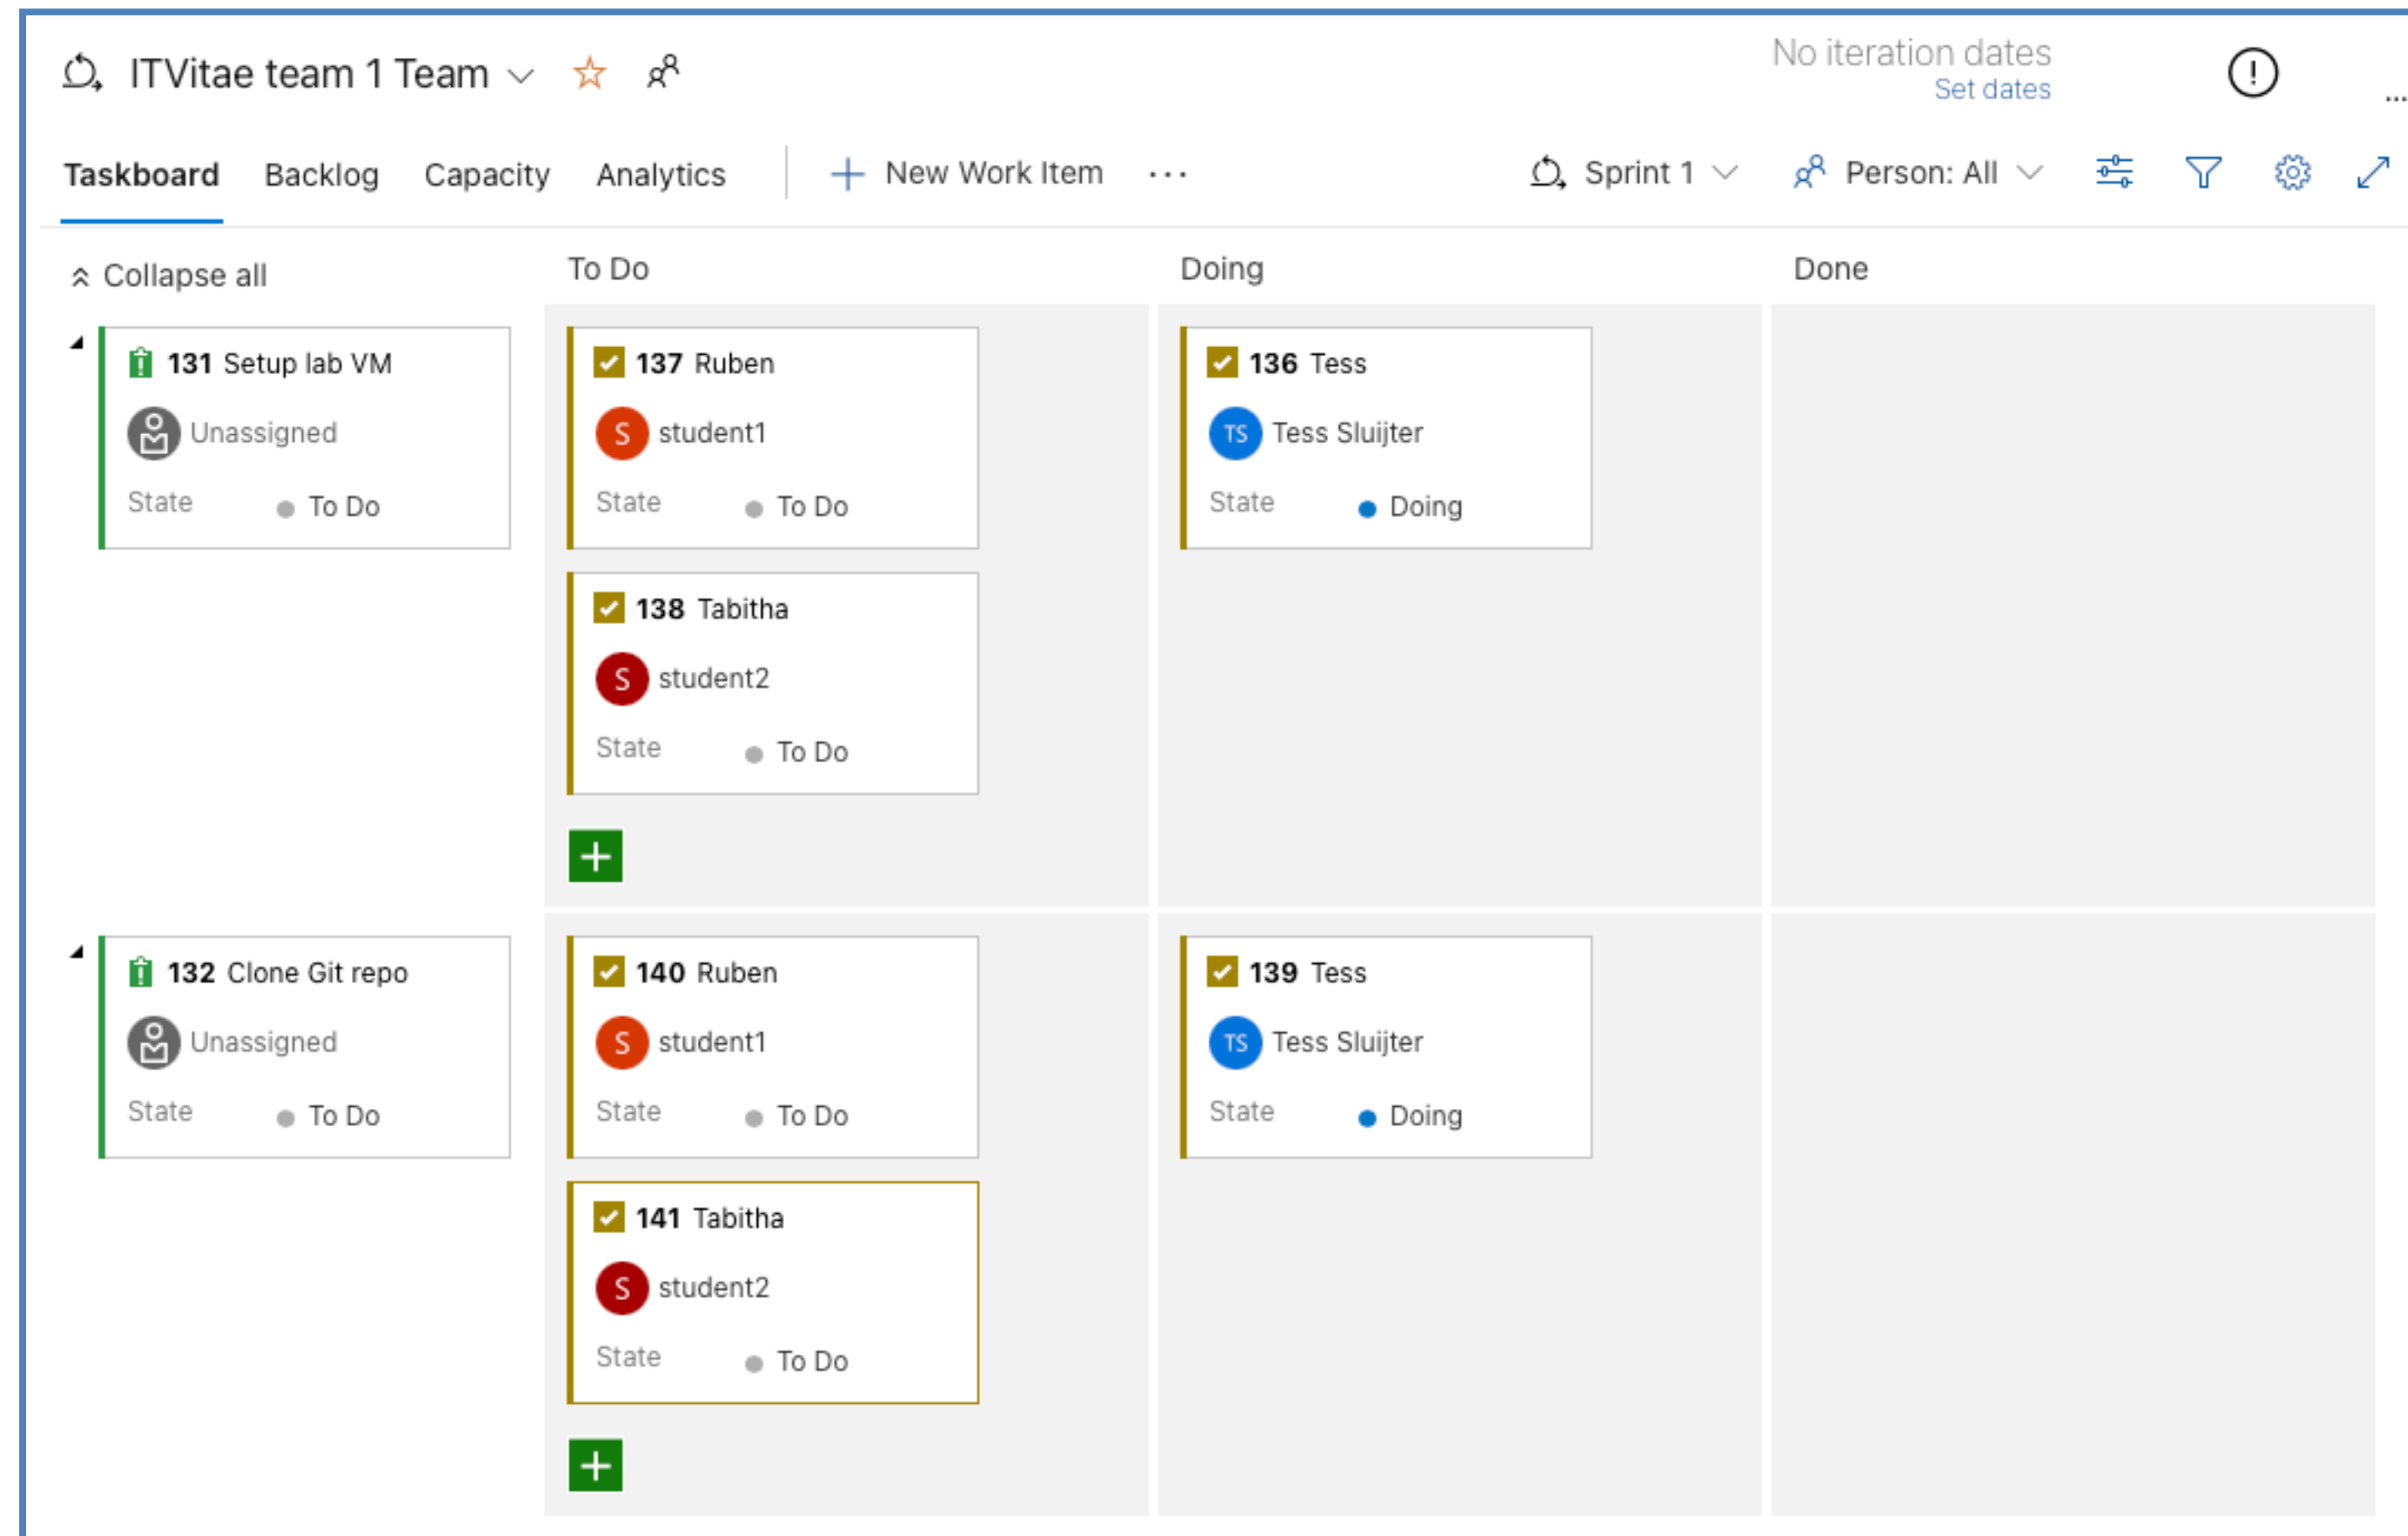 ITVitae team 1 Team
No iteration dates
Set dates
...
Taskboard Backlog Capacity Analytics New Work Item ... Sprint 1 Person: All
Collapse all To Do Doing Done
131 Setup lab VM
Unassigned
State To Do
137 Ruben
S student1
State To Do
136 Tess
TS Tess Sluijter
State Doing
138 Tabitha
S student2
State To Do
132 Clone Git repo
Unassigned
State To Do
140 Ruben
S student1
State To Do
139 Tess
TS Tess Sluijter
State Doing
141 Tabitha
S student2
State To Do